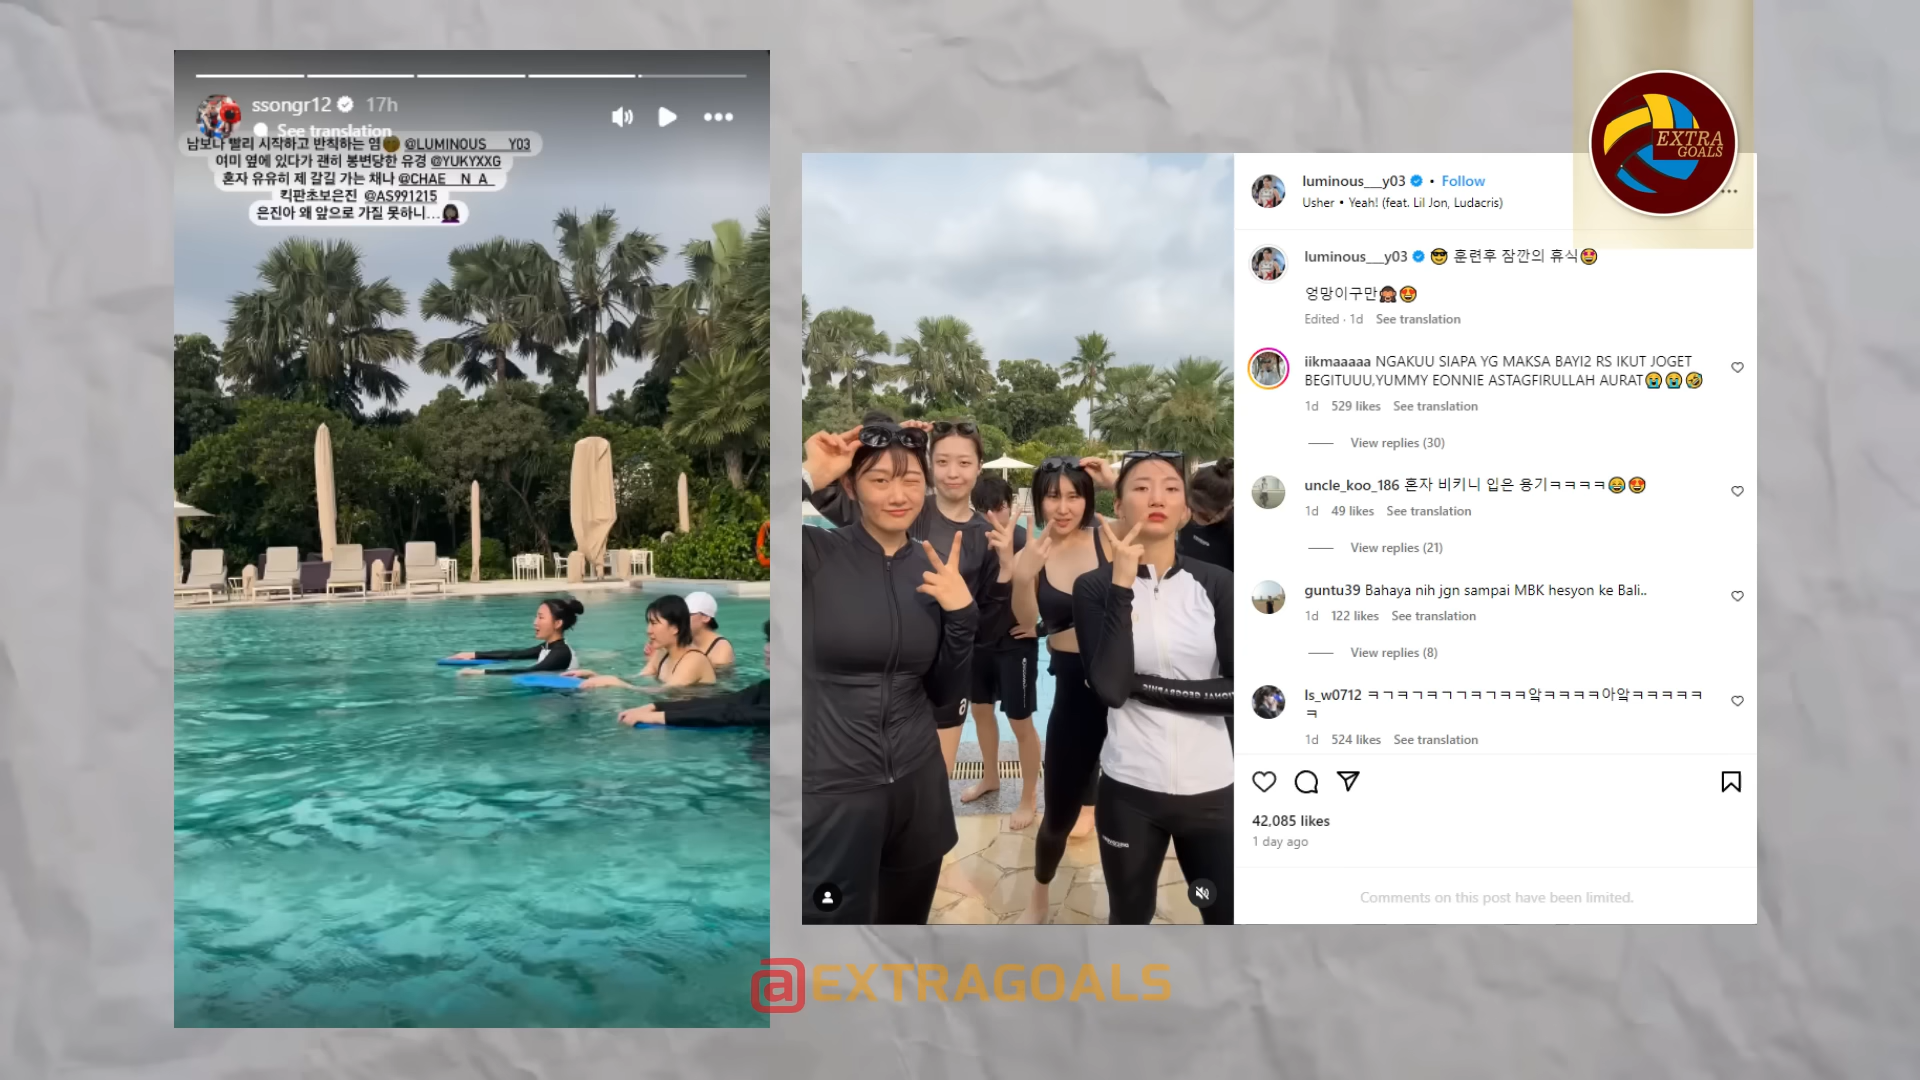 ssongr12 17h
See translation
남보다 빨리 시작하고 반칙하는 염 @LUMINOUS___Y03
여미 옆에 있다가 괜히 봉변당한 유경 @YUKYXXG
혼자 유유히 제 갈길 가는 채나 @CHAE__N_A_
킥판초보은진 @AS991215
은진아 왜 앞으로 가질 못하니...
EXTRA
GOALS
luminous___y03 • Follow
Usher • Yeah! (feat. Lil Jon, Ludacris)
luminous___y03 😎 훈련후 잠깐의 휴식🤩
엉망이구만🙈😍
Edited · 1d See translation
iikmaaaaa NGAKUU SIAPA YG MAKSA BAYI2 RS IKUT JOGET
BEGITUUU,YUMMY EONNIE ASTAGFIRULLAH AURAT😭😭🤣
1d 529 likes See translation
View replies (30)
uncle_koo_186 혼자 비키니 입은 용기ㅋㅋㅋㅋ😂😍
1d 49 likes See translation
View replies (21)
guntu39 Bahaya nih jgn sampai MBK hesyon ke Bali..
1d 122 likes See translation
View replies (8)
ls_w0712 ㅋㄱㅋㄱㅋㄱㄱㅋㄱㅋㅋ앜ㅋㅋㅋㅋ아앜ㅋㅋㅋㅋㅋ
ㅋ
1d 524 likes See translation
42,085 likes
1 day ago
Comments on this post have been limited.
@EXTRAGOALS